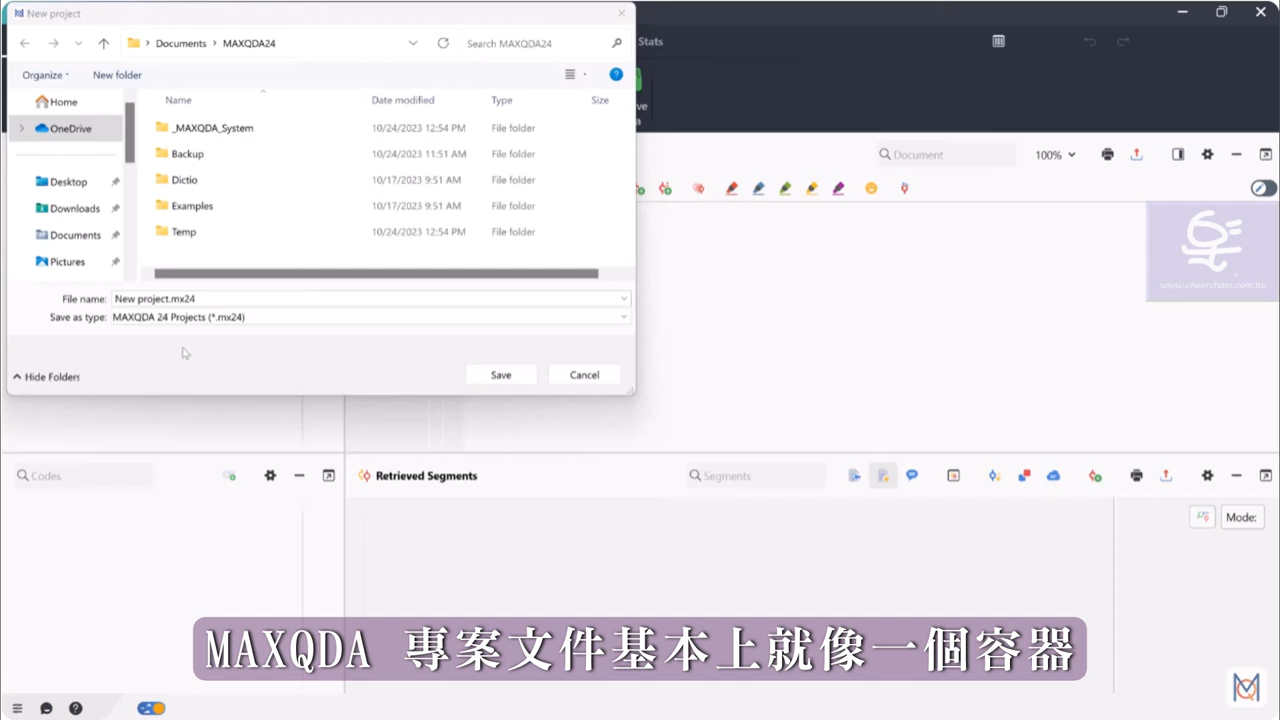 New project
Documents
MAXQDA24
Search MAXQDA24
Stats
Organize
New folder
Name
Date modified
Type
Size
Home
OneDrive
Desktop
Downloads
Documents
Pictures
_MAXQDA_System 10/24/2023 12:54 PM File folder
Backup 10/24/2023 11:51 AM File folder
Dictio 10/17/2023 9:51 AM File folder
Examples 10/17/2023 9:51 AM File folder
Temp 10/24/2023 12:54 PM File folder
File name: New project.mx24
Save as type: MAXQDA 24 Projects (*.mx24)
Hide Folders
Save
Cancel
ve
a
Document
100%
www.cheerchain.com.tw
Codes
Retrieved Segments
Segments
Mode:
MAXQDA 專案文件基本上就像一個容器